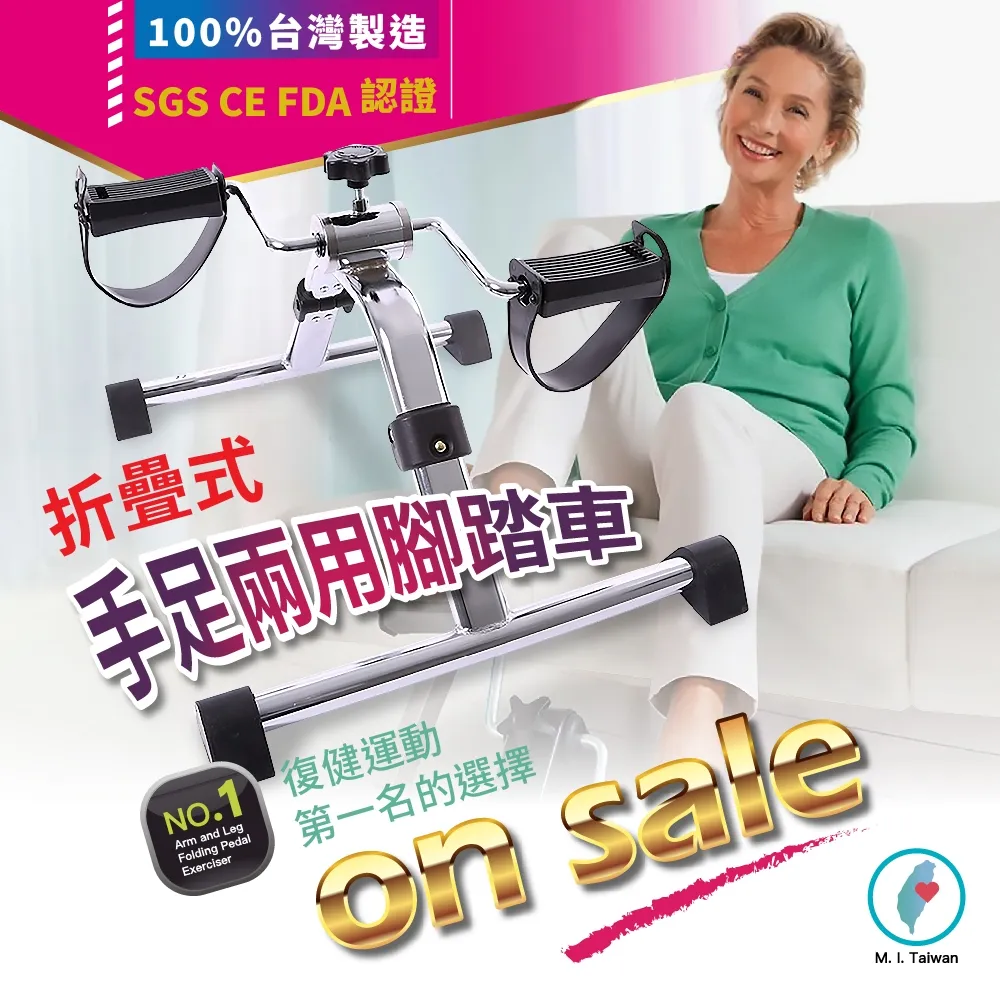 100%台灣製造
SGS CE FDA 認證
折疊式
手足兩用腳踏車
復健運動
第一名的選擇
NO.1
Arm and Leg
Folding Pedal
Exerciser
on sale
M. I. Taiwan